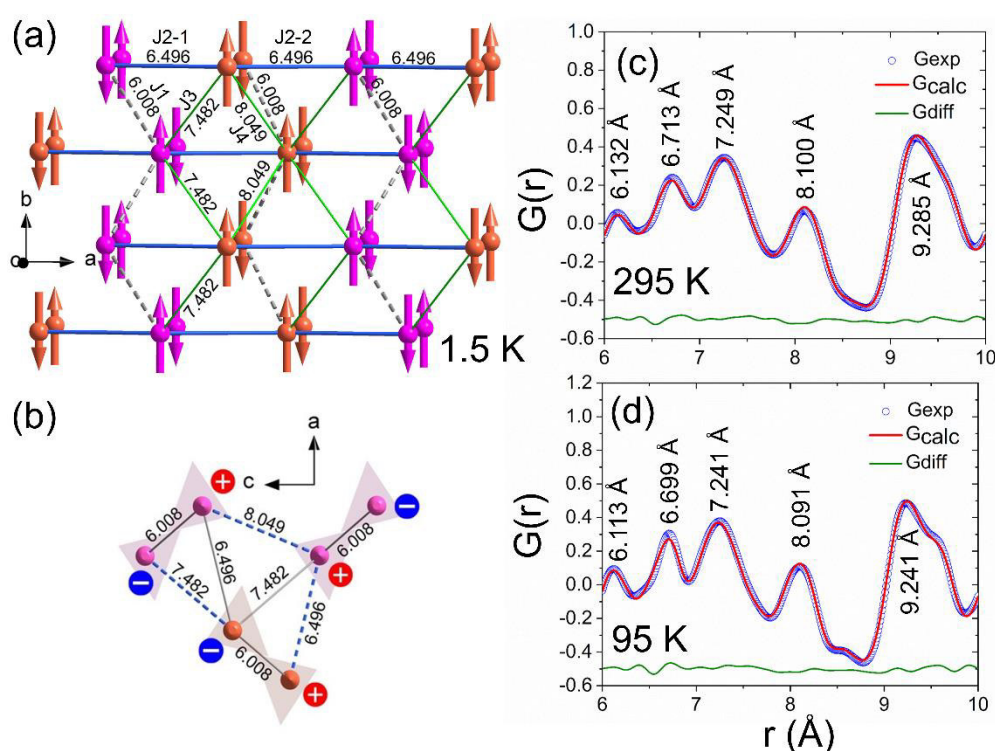 (a)
J2-1
J2-2
6.496
6.496
6.496
6.008
J1
J3
7.482
6.008
8.049
J4
6.008
7.482
8.049
7.482
b
a
c
1.5 K
(b)
a
c
+
−
8.049
6.008
6.008
6.496
7.482
7.482
6.496
−
+
−
6.008
+
(c)
G(r)
1.0
0.8
0.6
0.4
0.2
0.0
-0.2
-0.4
-0.6
-0.8
6.132 Å
6.713 Å
7.249 Å
8.100 Å
9.285 Å
Gexp
Gcalc
Gdiff
295 K
6 7 8 9 10
(d)
G(r)
1.2
1.0
0.8
0.6
0.4
0.2
0.0
-0.2
-0.4
-0.6
6.113 Å
6.699 Å
7.241 Å
8.091 Å
9.241 Å
Gexp
Gcalc
Gdiff
95 K
6 7 8 9 10
r (Å)